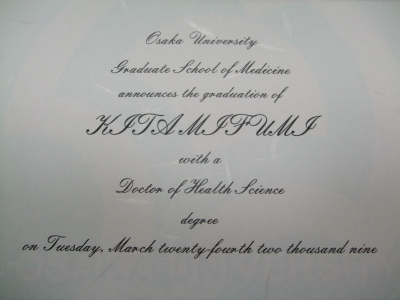 Osaka University
Graduate School of Medicine
announces the graduation of
KITAMIFUMI
with a
Doctor of Health Science
degree
on Tuesday, March twenty-fourth two thousand nine